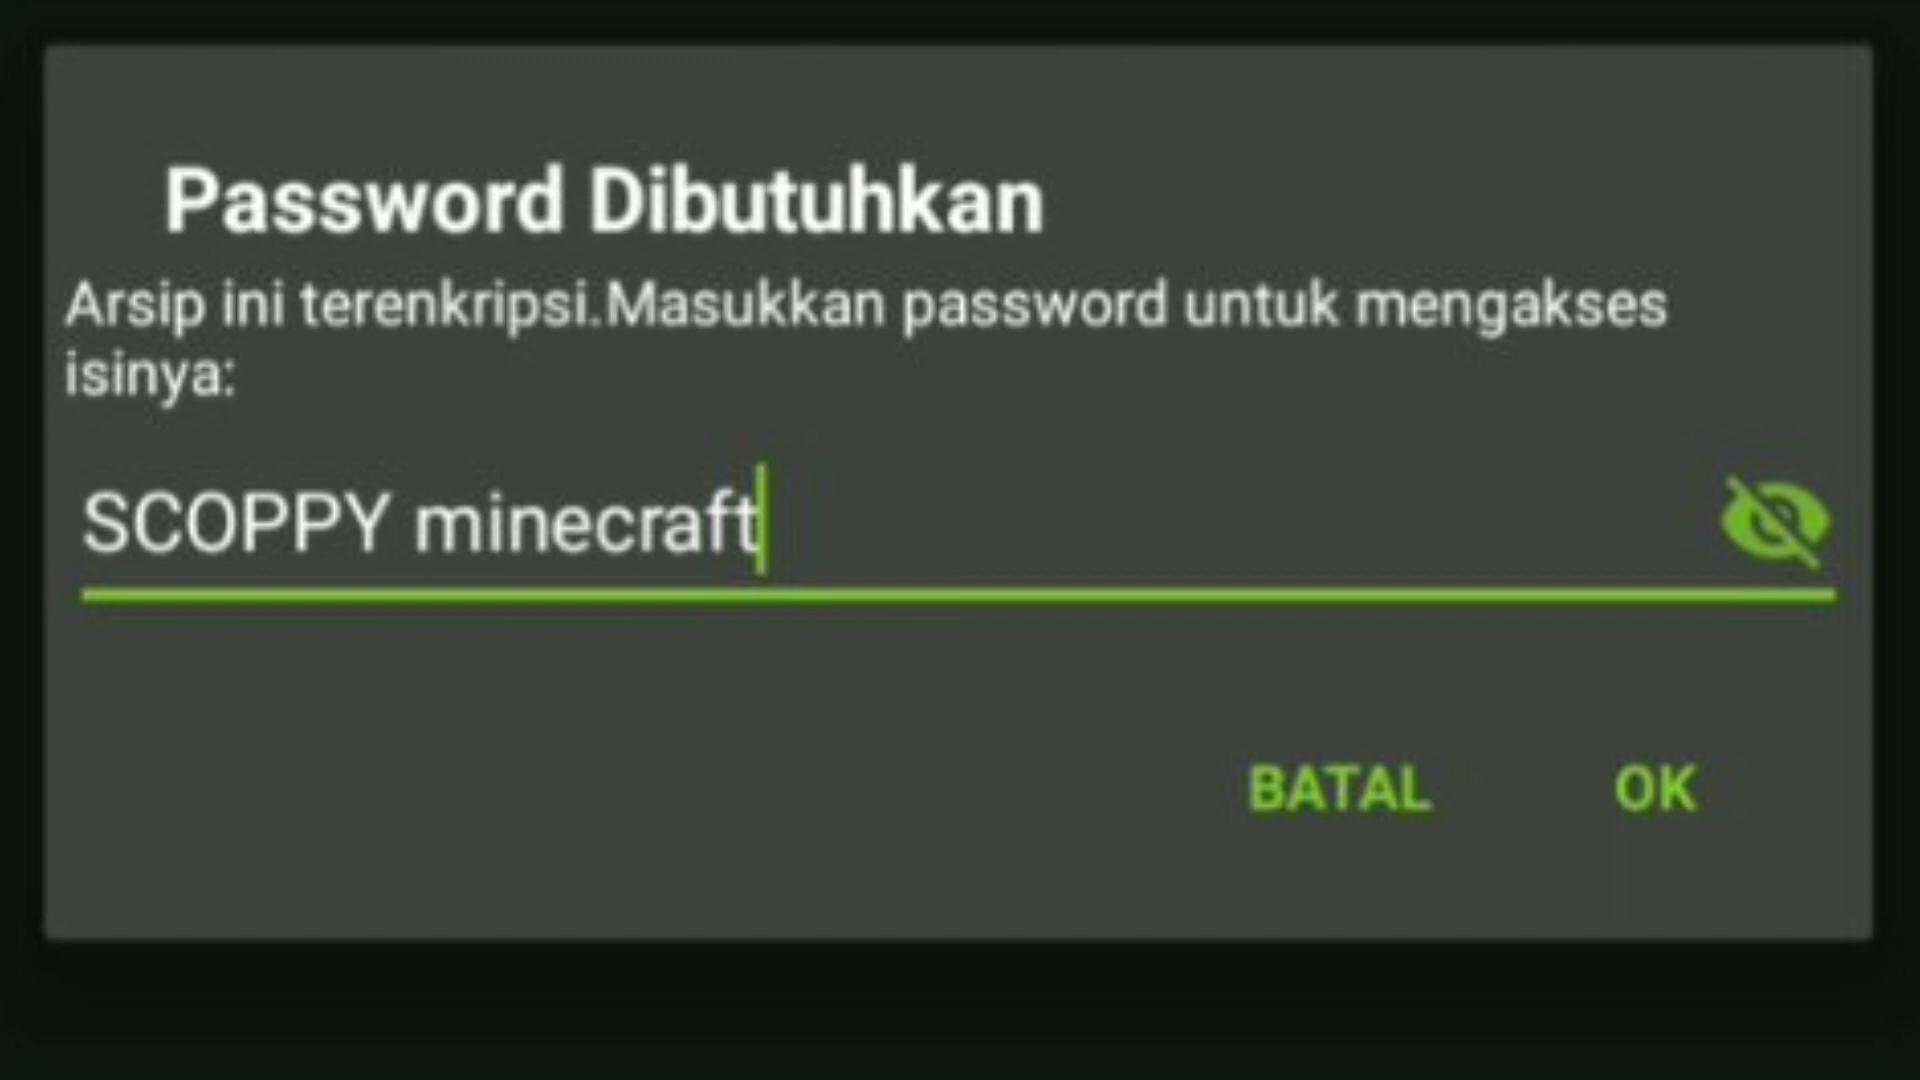 Password Dibutuhkan
Arsip ini terenkripsi.Masukkan password untuk mengakses
isinya:
SCOPPY minecraft
BATAL OK